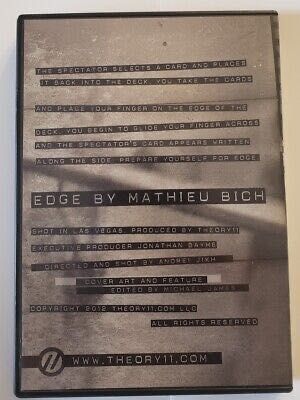 THE SPECTATOR SELECTS A CARD AND PLACES
IT BACK INTO THE DECK. YOU TAKE THE CARDS
AND PLACE YOUR FINGER ON THE EDGE OF THE
DECK. YOU BEGIN TO GLIDE YOUR FINGER ACROSS
AND THE SPECTATOR'S CARD APPEARS WRITTEN
ALONG THE SIDE. PREPARE YOURSELF FOR EDGE.
EDGE BY MATHIEU BICH
SHOT IN LAS VEGAS. PRODUCED BY THEORY11
EXECUTIVE PRODUCER JONATHAN BAYME
DIRECTED AND SHOT BY ANDREI JIKH
COVER ART AND FEATURE
EDITED BY MICHAEL JAMES
COPYRIGHT 2012 THEORY11.COM LLC
ALL RIGHTS RESERVED
WWW.THEORY11.COM